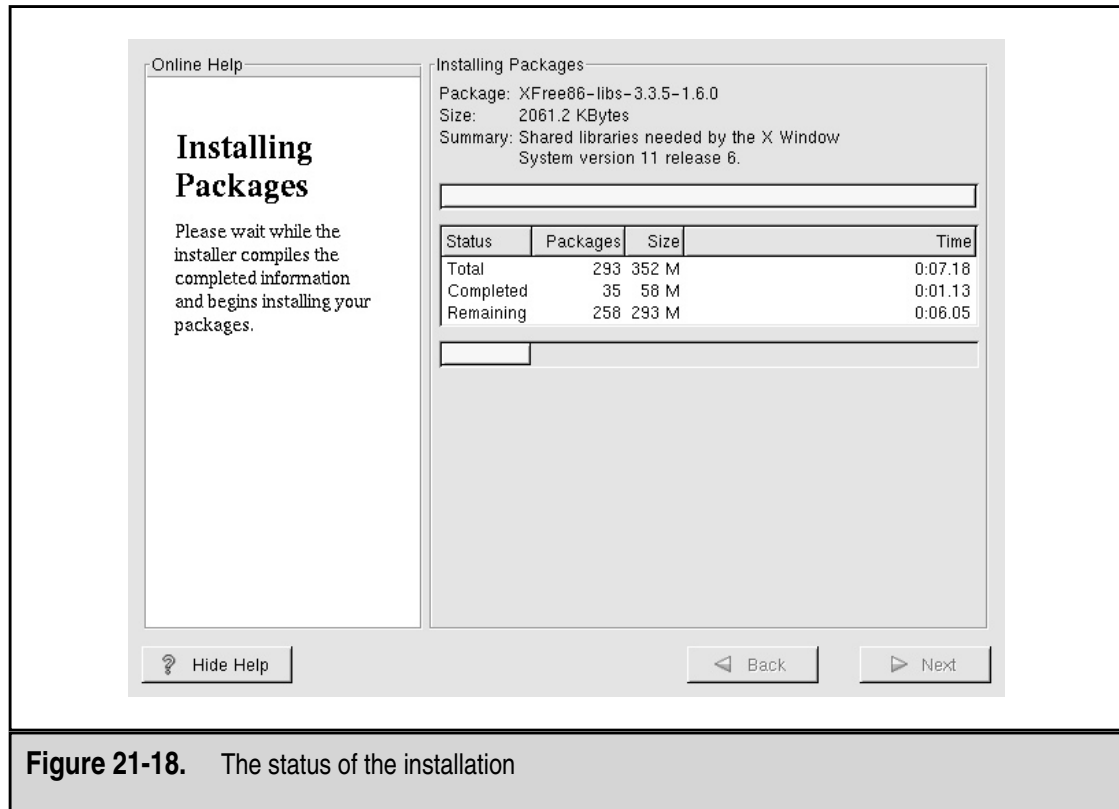 Online Help
Installing
Packages
Please wait while the
installer compiles the
completed information
and begins installing your
packages.
Installing Packages
Package: XFree86-libs-3.3.5-1.6.0
Size: 2061.2 KBytes
Summary: Shared libraries needed by the X Window
System version 11 release 6.
Status Packages Size Time
Total 293 352 M 0:07.18
Completed 35 58 M 0:01.13
Remaining 258 293 M 0:06.05
? Hide Help
Back
Next
Figure 21-18. The status of the installation